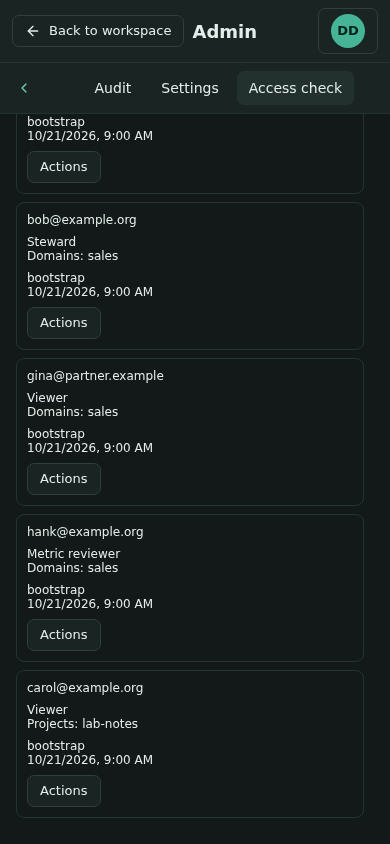 Back to workspace
Admin
DD
Audit
Settings
Access check
bootstrap
10/21/2026, 9:00 AM
Actions
bob@example.org
Steward
Domains: sales
bootstrap
10/21/2026, 9:00 AM
Actions
gina@partner.example
Viewer
Domains: sales
bootstrap
10/21/2026, 9:00 AM
Actions
hank@example.org
Metric reviewer
Domains: sales
bootstrap
10/21/2026, 9:00 AM
Actions
carol@example.org
Viewer
Projects: lab-notes
bootstrap
10/21/2026, 9:00 AM
Actions